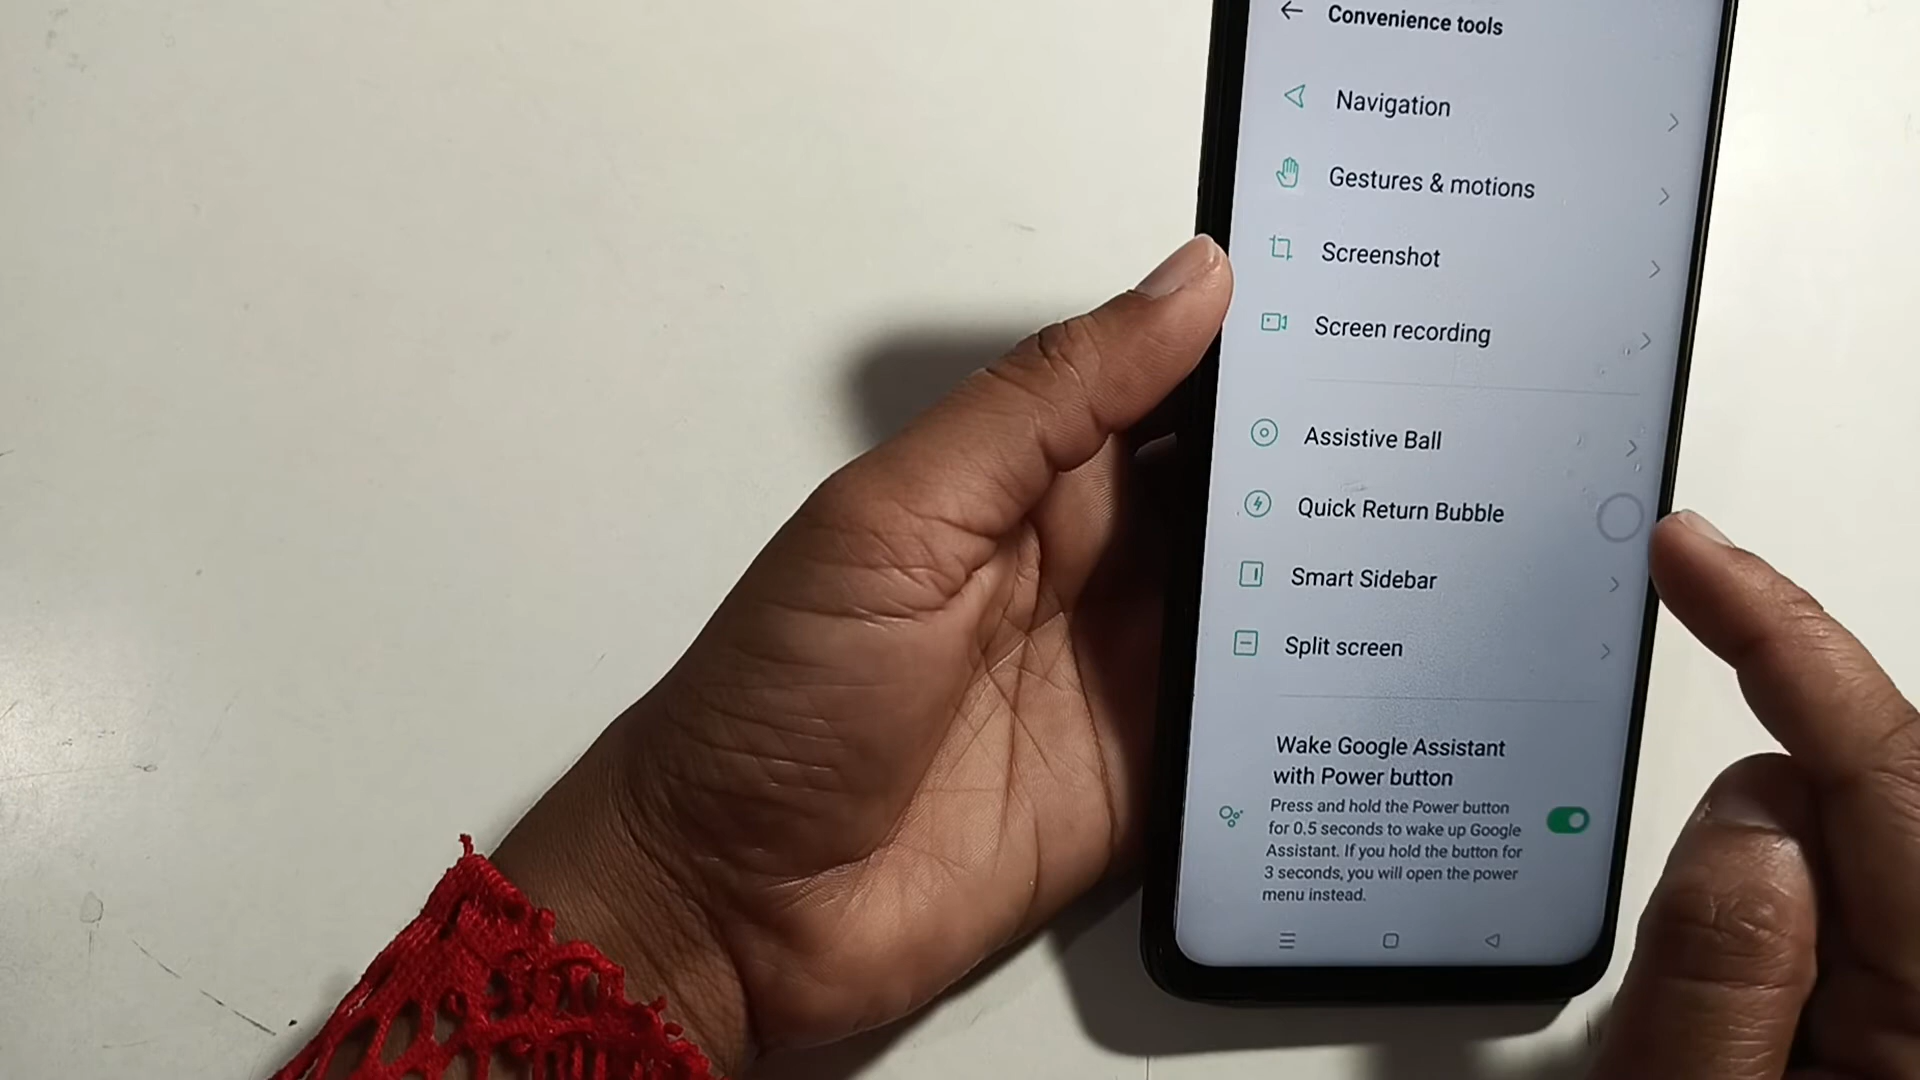 Convenience tools
Navigation
Gestures & motions
Screenshot
Screen recording
Assistive Ball
Quick Return Bubble
Smart Sidebar
Split screen
Wake Google Assistant
with Power button
Press and hold the Power button
for 0.5 seconds to wake up Google
Assistant. If you hold the button for
3 seconds, you will open the power
menu instead.